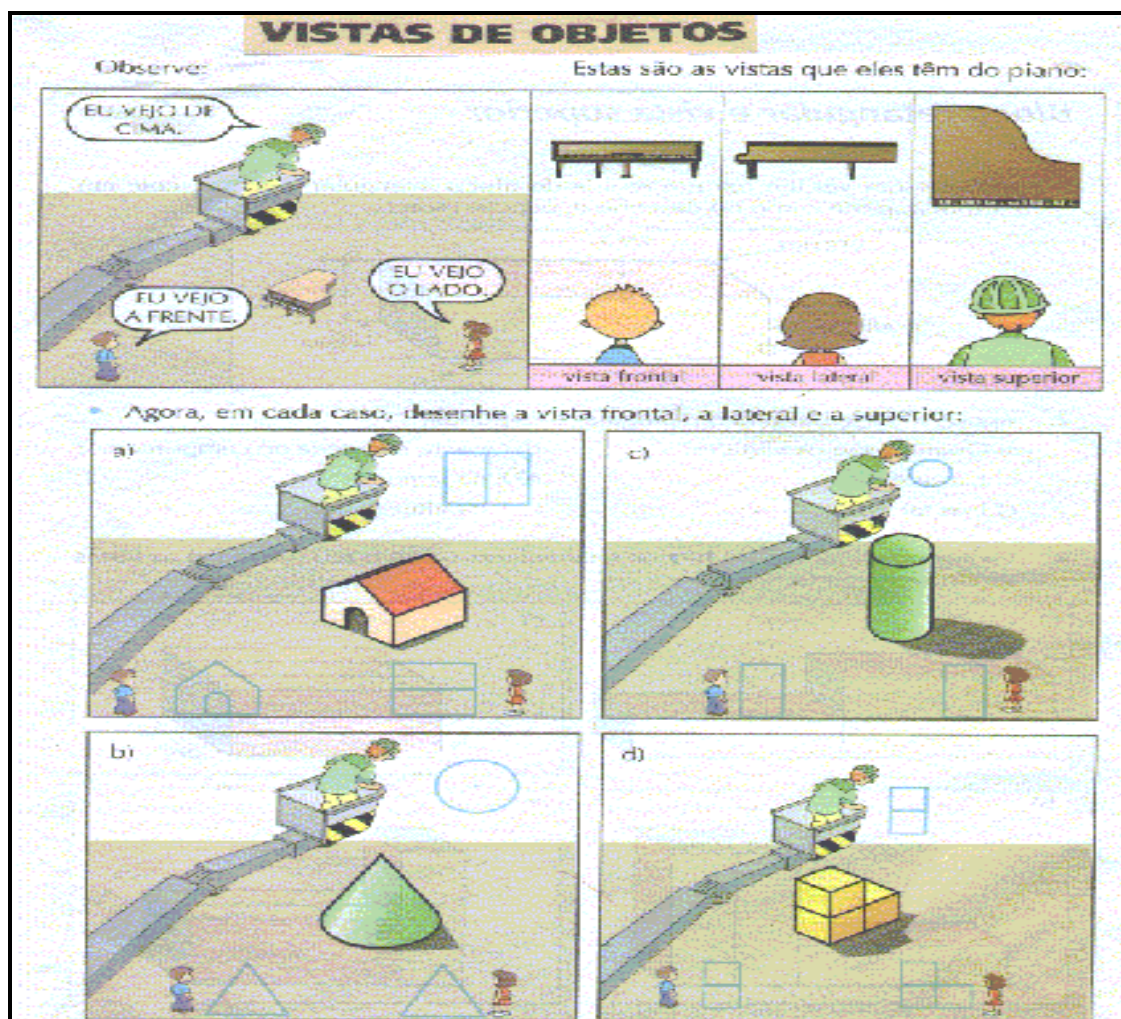 VISTAS DE OBJETOS
Observe:
Estas são as vistas que eles têm do piano:
EU VEJO DE
CIMA.
EU VEJO
A FRENTE.
EU VEJO
O LADO.
vista frontal
vista lateral
vista superior
• Agora, em cada caso, desenhe a vista frontal, a lateral e a superior:
a)
c)
b)
d)